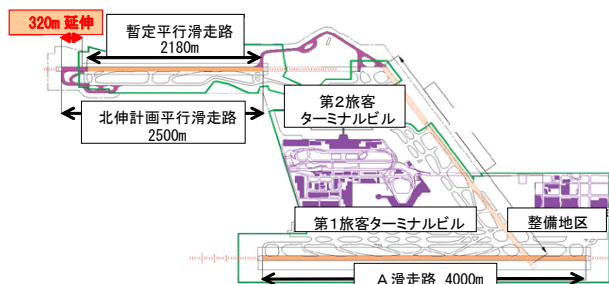 320m 延伸
暫定平行滑走路
2180m
北伸計画平行滑走路
2500m
第2旅客
ターミナルビル
第1旅客ターミナルビル
整備地区
A滑走路 4000m